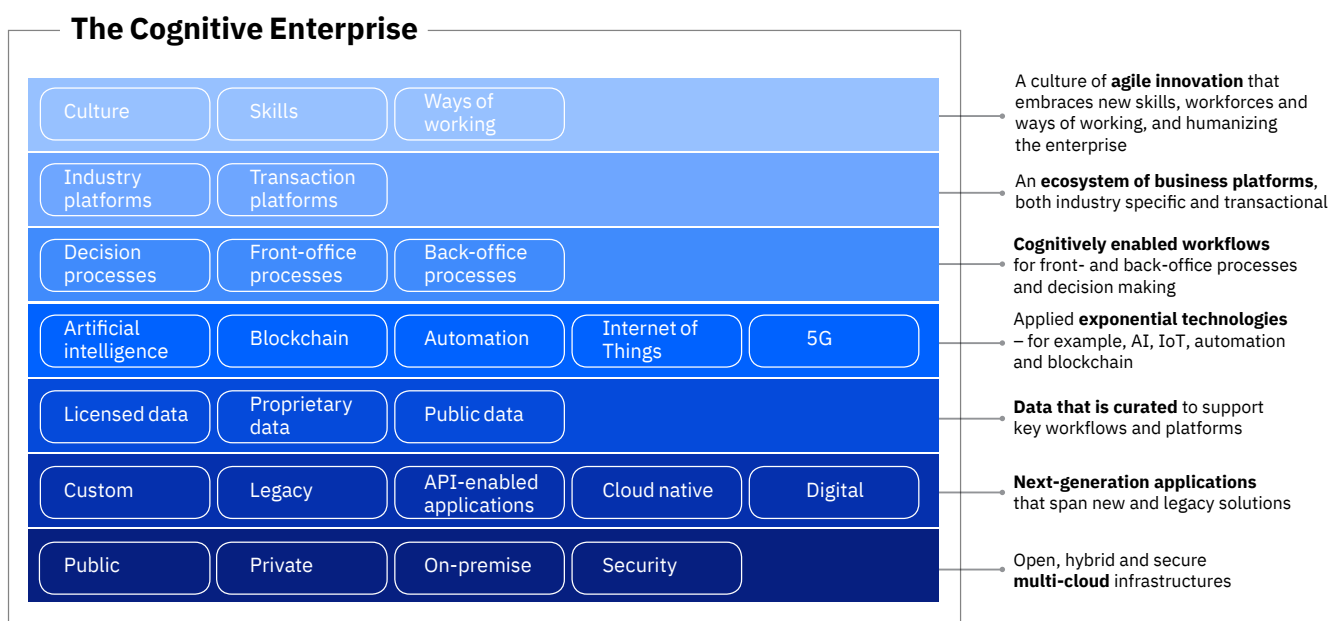 The Cognitive Enterprise
Culture
Skills
Ways of
working
A culture of agile innovation that
embraces new skills, workforces and
ways of working, and humanizing
the enterprise
Industry
platforms
Transaction
platforms
An ecosystem of business platforms,
both industry specific and transactional
Decision
processes
Front-office
processes
Back-office
processes
Cognitively enabled workflows
for front- and back-office processes
and decision making
Artificial
intelligence
Blockchain
Automation
Internet of
Things
5G
Applied exponential technologies
– for example, AI, IoT, automation
and blockchain
Licensed data
Proprietary
data
Public data
Data that is curated to support
key workflows and platforms
Custom
Legacy
API-enabled
applications
Cloud native
Digital
Next-generation applications
that span new and legacy solutions
Public
Private
On-premise
Security
Open, hybrid and secure
multi-cloud infrastructures